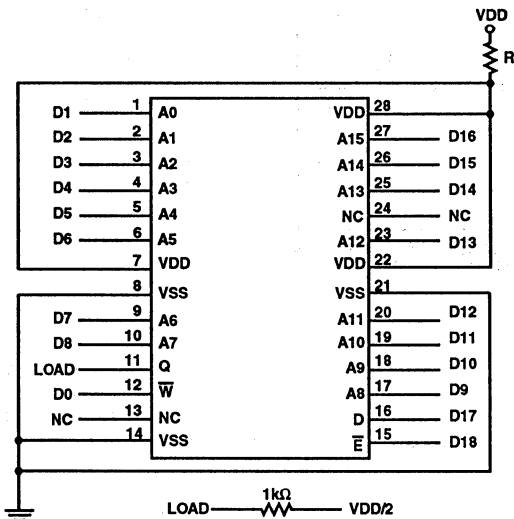 VDD
R
D1 1 A0 VDD 28
D2 2 A1 A15 27 D16
D3 3 A2 A14 26 D15
D4 4 A3 A13 25 D14
D5 5 A4 NC 24 NC
D6 6 A5 A12 23 D13
7 VDD VDD 22
8 VSS VSS 21
D7 9 A6 A11 20 D12
D8 10 A7 A10 19 D11
LOAD 11 Q A9 18 D10
D0 12 W̅ A8 17 D9
NC 13 NC D 16 D17
14 VSS E̅ 15 D18
LOAD 1kΩ VDD/2